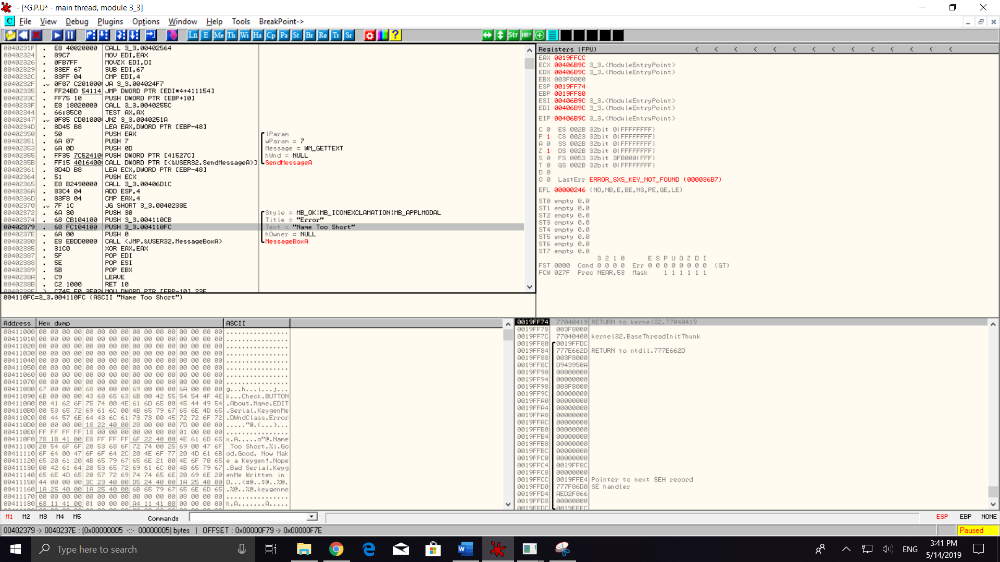 - [*G.P.U* - main thread, module 3_3]
C File View Debug Plugins Options Window Help Tools BreakPoint->
Ln E Me Th Wi Ha Cp Pa St Br Re Tr Sr ? Str HBP
0040231F . E8 40020000 CALL 3_3.00402564
00402324 . 89C7 MOV EDI,EAX
00402326 . 0FB7FF MOVZX EDI,DI
00402329 . 83EF 67 SUB EDI,67
0040232C . 83FF 04 CMP EDI,4
0040232F .v 0F87 C2010000 JA 3_3.004024F7
00402335 . FF24BD 54114 JMP DWORD PTR [EDI*4+411154]
0040233C . FF75 10 PUSH DWORD PTR [EBP+10]
0040233F . E8 18020000 CALL 3_3.0040255C
00402344 . 66:85C0 TEST AX,AX
00402347 .v 0F85 CD010000 JNZ 3_3.0040251A
0040234D . 8D45 B8 LEA EAX,DWORD PTR [EBP-48]
00402350 . 50 PUSH EAX lParam
00402351 . 6A 07 PUSH 7 wParam = 7
00402353 . 6A 0D PUSH 0D Message = WM_GETTEXT
00402355 . FF35 7C524100 PUSH DWORD PTR [41527C] hWnd = NULL
0040235B . FF15 40164000 CALL DWORD PTR [<&USER32.SendMessageA>] SendMessageA
00402361 . 8D4D B8 LEA ECX,DWORD PTR [EBP-48]
00402364 . 51 PUSH ECX
00402365 . E8 B2490000 CALL 3_3.00406D1C
0040236A . 83C4 04 ADD ESP,4
0040236D . 83F8 04 CMP EAX,4
00402370 .v 7F 1C JG SHORT 3_3.0040238E
00402372 . 6A 30 PUSH 30 Style = MB_OK|MB_ICONEXCLAMATION|MB_APPLMODAL
00402374 . 68 CB104100 PUSH 3_3.004110CB Title = "Error"
00402379 . 68 FC104100 PUSH 3_3.004110FC Text = "Name Too Short"
0040237E . 6A 00 PUSH 0 hOwner = NULL
00402380 . E8 EBDD0000 CALL <JMP.&USER32.MessageBoxA> MessageBoxA
00402385 . 31C0 XOR EAX,EAX
00402387 . 5F POP EDI
00402388 . 5E POP ESI
00402389 . 5B POP EBX
0040238A . C9 LEAVE
0040238B . C2 1000 RET 10
004110FC=3_3.004110FC (ASCII "Name Too Short")
Registers (FPU) < < < < < < < < < < < < < <
EAX 0019FFCC
ECX 00406B9C 3_3.<ModuleEntryPoint>
EDX 00406B9C 3_3.<ModuleEntryPoint>
EBX 003F8000
ESP 0019FF74
EBP 0019FF80
ESI 00406B9C 3_3.<ModuleEntryPoint>
EDI 00406B9C 3_3.<ModuleEntryPoint>
EIP 00406B9C 3_3.<ModuleEntryPoint>
C 0 ES 002B 32bit 0(FFFFFFFF)
P 1 CS 0023 32bit 0(FFFFFFFF)
A 0 SS 002B 32bit 0(FFFFFFFF)
Z 1 DS 002B 32bit 0(FFFFFFFF)
S 0 FS 0053 32bit 3FB000(FFF)
T 0 GS 002B 32bit 0(FFFFFFFF)
D 0
O 0 LastErr ERROR_SXS_KEY_NOT_FOUND (000036B7)
EFL 00000246 (NO,NB,E,BE,NS,PE,GE,LE)
ST0 empty 0.0
ST1 empty 0.0
ST2 empty 0.0
ST3 empty 0.0
ST4 empty 0.0
ST5 empty 0.0
ST6 empty 0.0
ST7 empty 0.0
3 2 1 0 E S P U O Z D I
FST 0000 Cond 0 0 0 0 Err 0 0 0 0 0 0 0 0 (GT)
FCW 027F Prec NEAR,53 Mask 1 1 1 1 1 1
Address Hex dump ASCII
00411000 00 00 00 00 00 00 00 00 00 00 00 00 00 00 00 00 ................
00411010 00 00 00 00 00 00 00 00 00 00 00 00 00 00 00 00 ................
00411020 00 00 00 00 00 00 00 00 00 00 00 00 00 00 00 00 ................
00411030 00 00 00 00 00 00 00 00 00 00 00 00 00 00 00 00 ................
00411040 00 00 00 00 00 00 00 00 00 00 00 00 00 00 00 00 ................
00411050 00 00 00 00 00 00 00 00 00 00 00 00 00 00 00 00 ................
00411060 00 00 00 00 00 00 00 00 00 00 00 00 00 00 00 00 ................
00411070 00 00 00 00 00 00 00 00 00 00 00 00 00 00 00 00 ................
00411080 67 00 00 00 68 00 00 00 69 00 00 00 6A 00 00 00 g...h...i...j...
00411090 6B 00 00 00 43 68 65 63 6B 00 42 55 54 54 4F 4E k...Check.BUTTON
004110A0 00 41 62 6F 75 74 00 4E 61 6D 65 00 45 44 49 54 .About.Name.EDIT
004110B0 00 53 65 72 69 61 6C 00 4B 65 79 67 65 6E 4D 65 .Serial.KeygenMe
004110C0 00 44 57 6E 64 43 6C 61 73 73 00 45 72 72 6F 72 .DWndClass.Error
004110D0 00 00 00 00 18 22 40 00 28 00 00 00 7D 00 00 00 ....."@.(...}...
004110E0 FF FF FF FF 18 00 00 00 00 00 00 00 01 00 00 00 ................
004110F0 78 1B 41 00 E8 FF FF FF 6F 22 40 00 4E 61 6D 65 x.A.....o"@.Name
00411100 20 54 6F 6F 20 53 68 6F 72 74 00 25 69 00 47 6F Too Short.%i.Go
00411110 6F 64 00 47 6F 6F 64 2C 20 4E 6F 77 20 4D 61 6B od.Good, Now Mak
00411120 65 20 61 20 4B 65 79 67 65 6E 21 00 4E 6F 70 65 e a Keygen!.Nope
00411130 00 42 61 64 20 53 65 72 69 61 6C 00 4B 65 79 67 .Bad Serial.Keyg
00411140 65 6E 4D 65 20 57 72 69 74 74 65 6E 20 69 6E 20 enMe Written in
00411150 44 00 00 00 3C 23 40 00 D5 24 40 00 1A 25 40 00 D...<#@..$@..%@.
00411160 1A 25 40 00 1A 25 40 00 6B 65 79 67 65 6E 6D 65 .%@..%@.keygenme
00411170 00 00 00 00 00 00 00 00 00 00 00 00 08 00 00 00 ................
00411180 68 11 41 00 01 00 00 00 A4 11 41 00 00 00 00 00 h.A.......A.....
0019FF74 77040419 RETURN to kernel32.77040419
0019FF78 003F8000
0019FF7C 77040400 kernel32.BaseThreadInitThunk
0019FF80 0019FFDC
0019FF84 777E662D RETURN to ntdll.777E662D
0019FF88 003F8000
0019FF8C D943950A
0019FF90 00000000
0019FF94 00000000
0019FF98 003F8000
0019FF9C 00000000
0019FFA0 00000000
0019FFA4 00000000
0019FFA8 00000000
0019FFAC 00000000
0019FFB0 00000000
0019FFB4 00000000
0019FFB8 00000000
0019FFBC 00000000
0019FFC0 00000000
0019FFC4 0019FF8C
0019FFC8 00000000
0019FFCC 0019FFE4 Pointer to next SEH record
0019FFD0 777F86D0 SE handler
0019FFD4 AED2F866
0019FFD8 00000000
0019FFDC 0019FFEC
M1 M2 M3 M4 M5 Command: ESP EBP NONE
00402379 -> 0040237E : (0x00000005 -::- 00000005) bytes | OFFSET : 0x00000F79 -> 0x00000F7E Paused
Type here to search
ENG
3:41 PM
5/14/2019